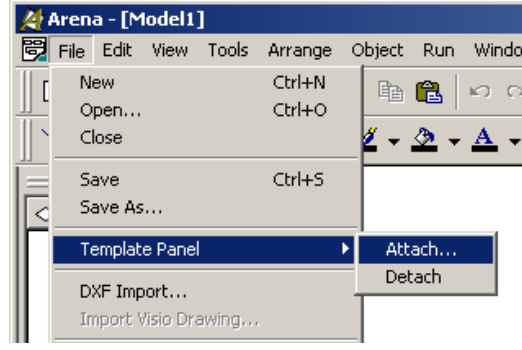 Arena - [Model1]
File Edit View Tools Arrange Object Run Windo
New Ctrl+N
Open... Ctrl+O
Close
Save Ctrl+S
Save As...
Template Panel
Attach...
Detach
DXF Import...
Import Visio Drawing...